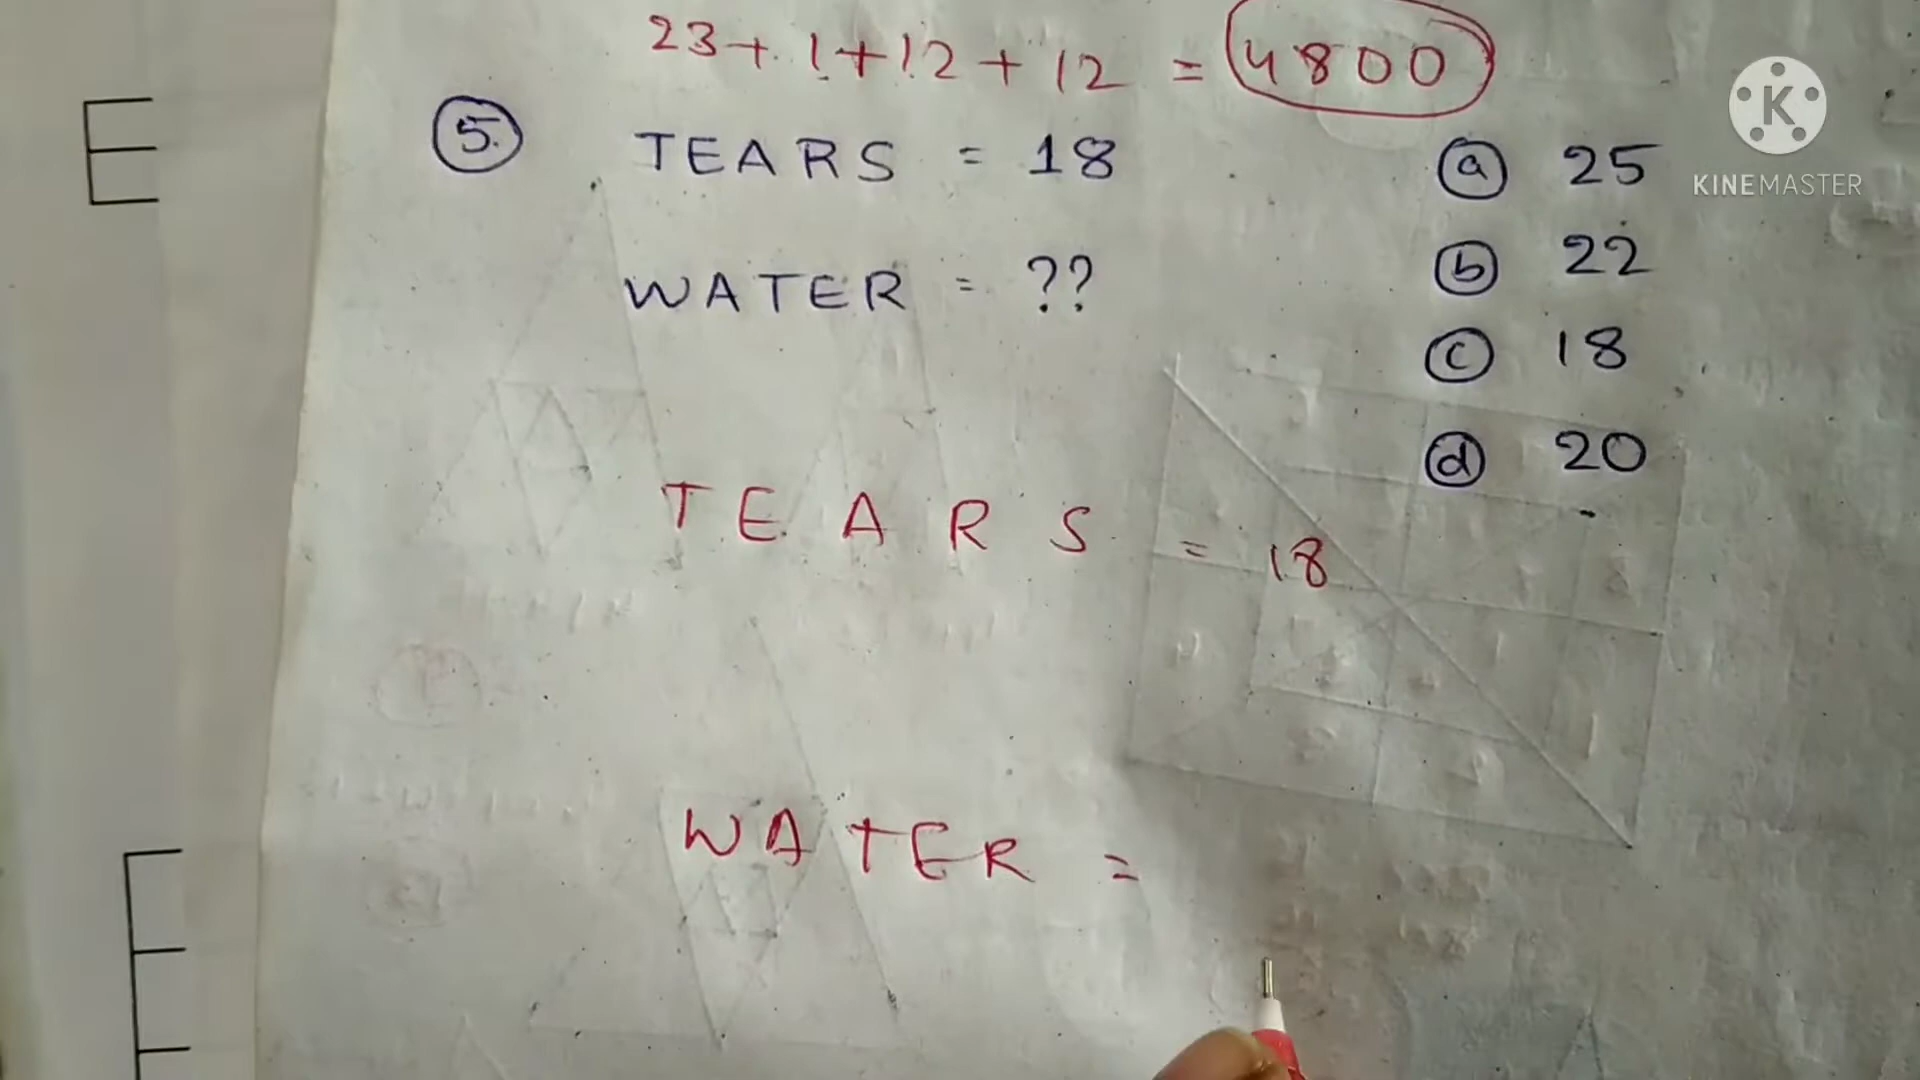 23 + 1 + 12 + 12 = 4800
5. TEARS = 18
a 25
WATER = ??
b 22
c 18
d 20
TEARS = 18
WATER =
K
KINEMASTER
E
E